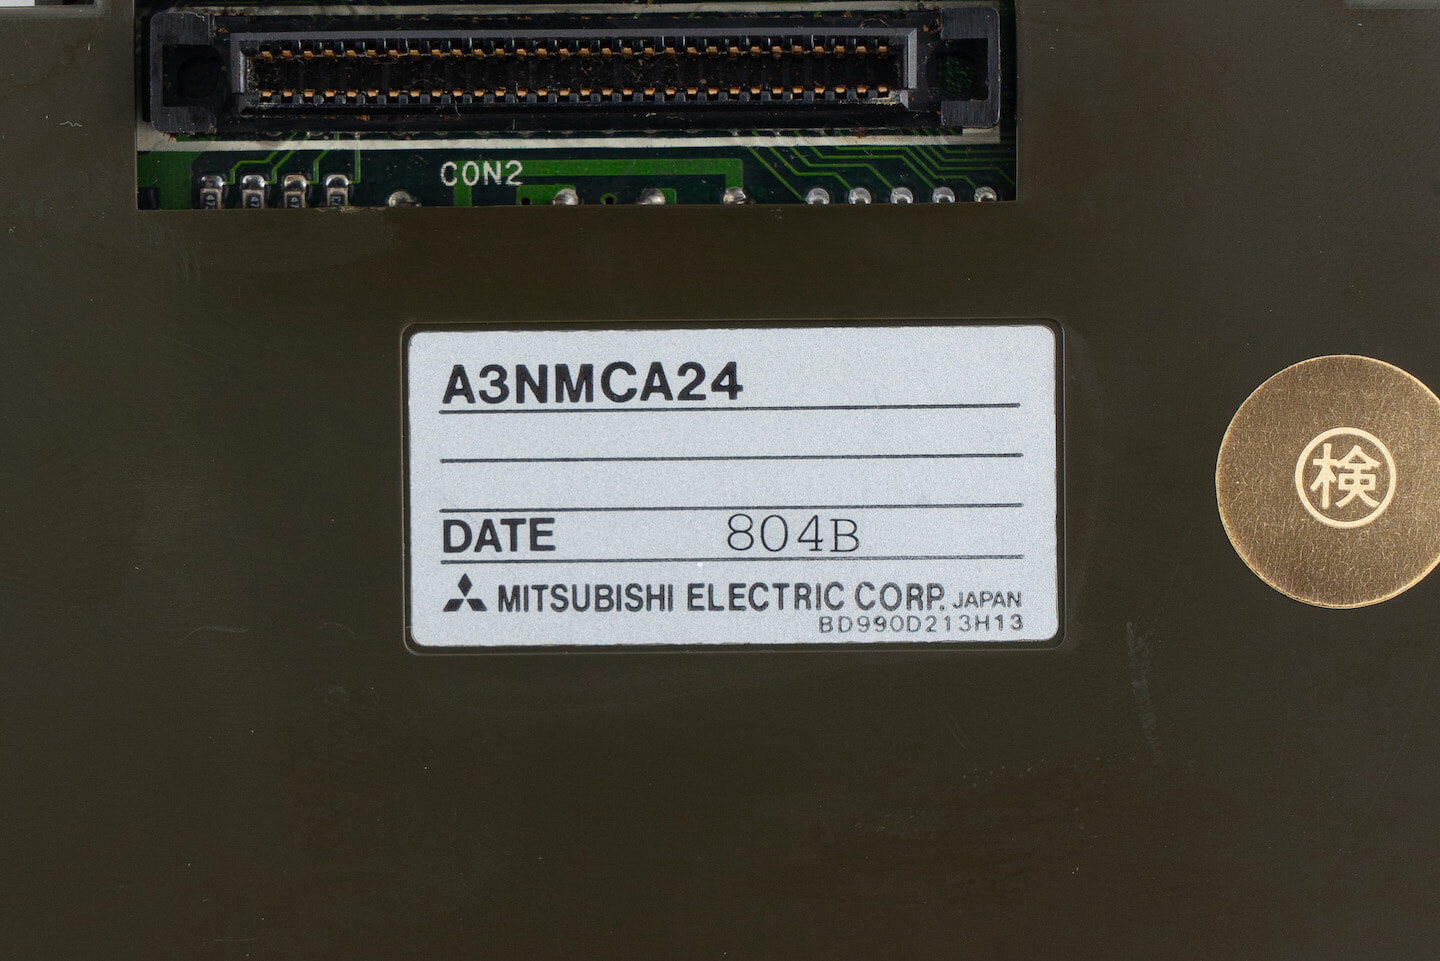 CON2
A3NMCA24
DATE 804B
MITSUBISHI ELECTRIC CORP. JAPAN
BD990D213H13
検